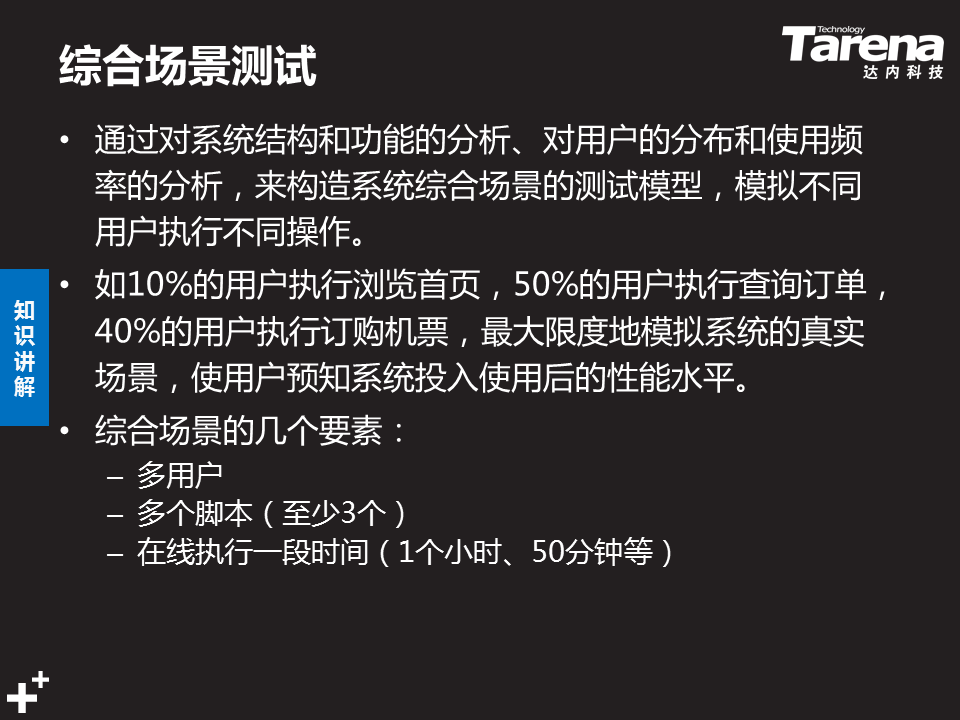 综合场景测试
Technology
Tarena
达内科技
• 通过对系统结构和功能的分析、对用户的分布和使用频
率的分析，来构造系统综合场景的测试模型，模拟不同
用户执行不同操作。
• 如10%的用户执行浏览首页，50%的用户执行查询订单，
40%的用户执行订购机票，最大限度地模拟系统的真实
场景，使用户预知系统投入使用后的性能水平。
• 综合场景的几个要素：
– 多用户
– 多个脚本（至少3个）
– 在线执行一段时间（1个小时、50分钟等）
知
识
讲
解